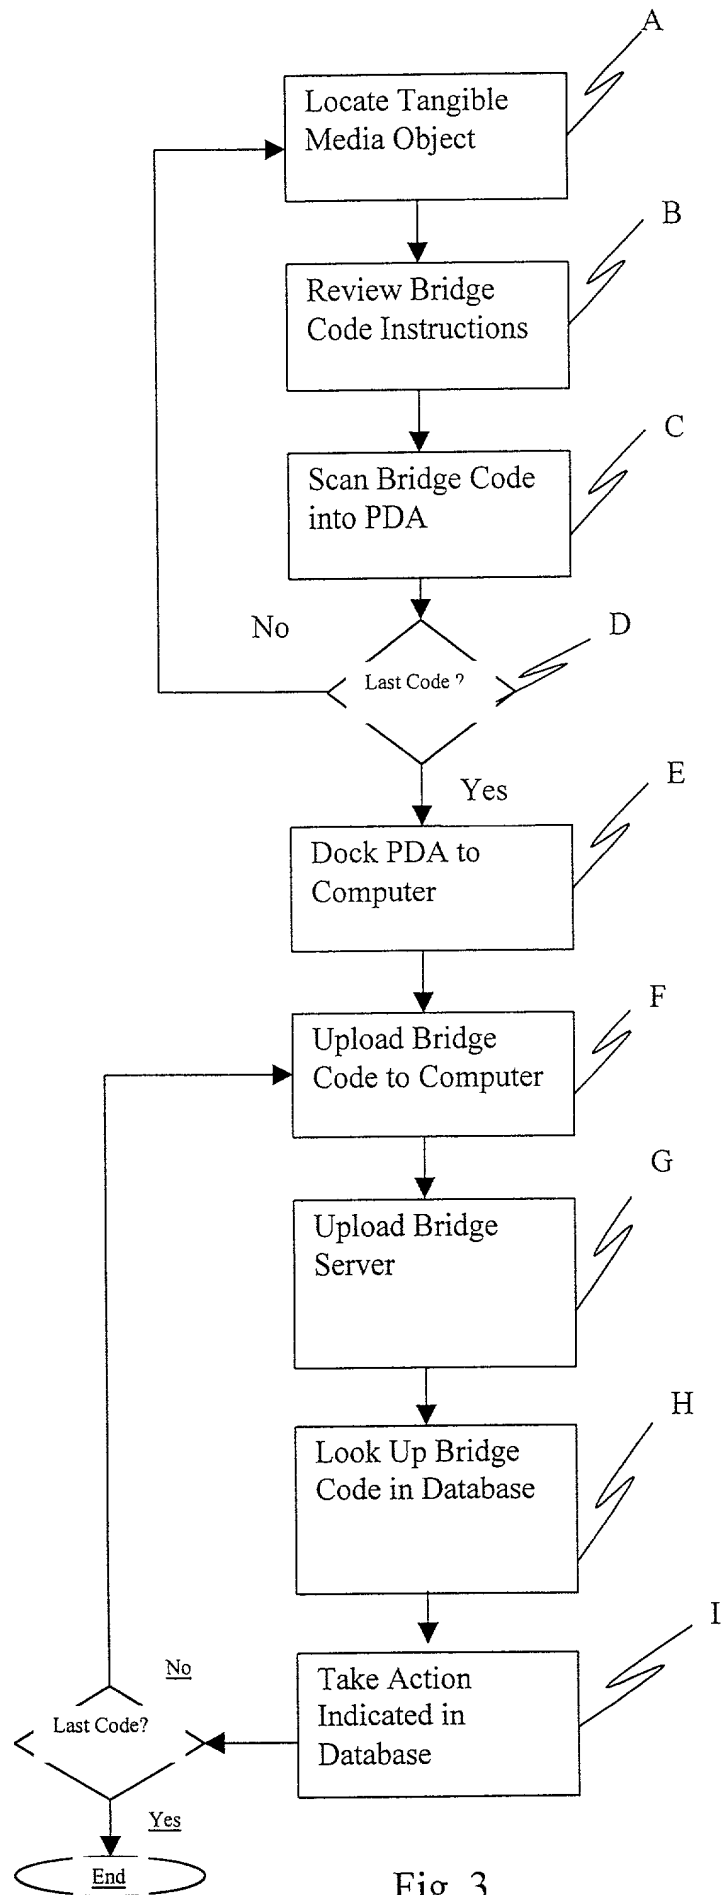 A
Locate Tangible
Media Object
B
Review Bridge
Code Instructions
C
Scan Bridge Code
into PDA
No
D
Last Code ?
Yes
E
Dock PDA to
Computer
F
Upload Bridge
Code to Computer
G
Upload Bridge
Server
H
Look Up Bridge
Code in Database
I
No
Take Action
Indicated in
Database
Last Code?
Yes
End
Fig. 3